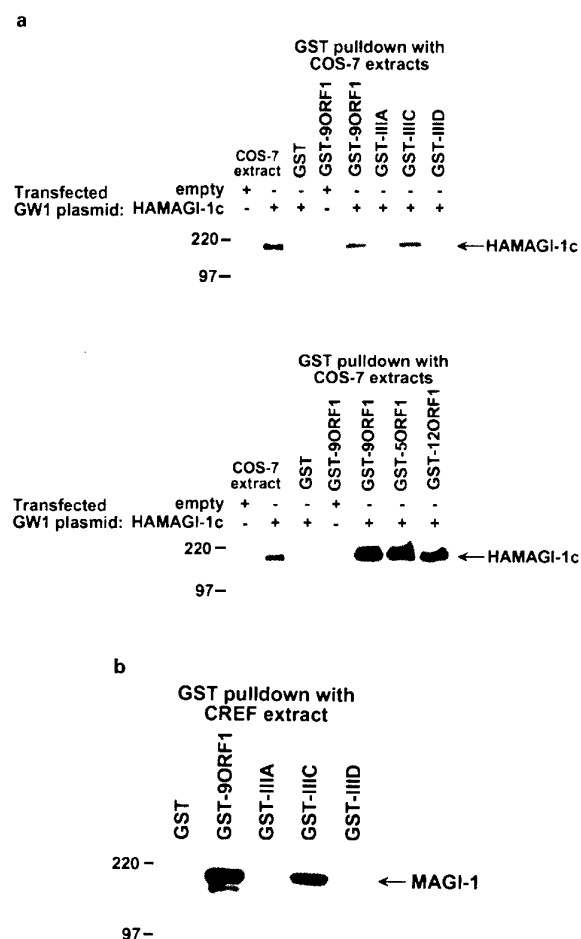 a
GST pulldown with
COS-7 extracts
COS-7
extract
GST
GST-9ORF1
GST-9ORF1
GST-IIIA
GST-IIIC
GST-IIID
Transfected empty + - - + - - - -
GW1 plasmid: HAMAGI-1c - + + - + + + +
220 –
← HAMAGI-1c
97 –
GST pulldown with
COS-7 extracts
COS-7
extract
GST
GST-9ORF1
GST-9ORF1
GST-5ORF1
GST-12ORF1
Transfected empty + - - + - - -
GW1 plasmid: HAMAGI-1c - + + - + + +
220 –
← HAMAGI-1c
97 –
b
GST pulldown with
CREF extract
GST
GST-9ORF1
GST-IIIA
GST-IIIC
GST-IIID
220 –
← MAGI-1
97 –